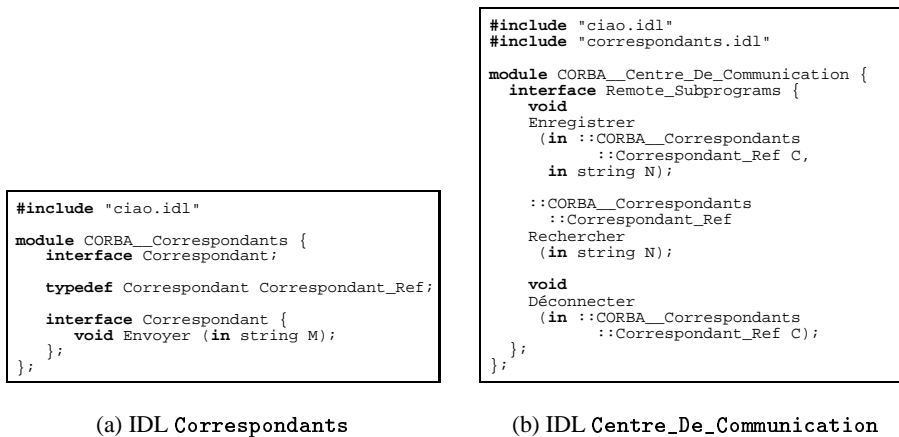 #include "ciao.idl"
module CORBA__Correspondants {
interface Correspondant;
typedef Correspondant Correspondant_Ref;
interface Correspondant {
void Envoyer (in string M);
};
};
(a) IDL Correspondants
#include "ciao.idl"
#include "correspondants.idl"
module CORBA__Centre_De_Communication {
interface Remote_Subprograms {
void
Enregistrer
(in ::CORBA__Correspondants
::Correspondant_Ref C,
in string N);
::CORBA__Correspondants
::Correspondant_Ref
Rechercher
(in string N);
void
Déconnecter
(in ::CORBA__Correspondants
::Correspondant_Ref C);
};
};
(b) IDL Centre_De_Communication